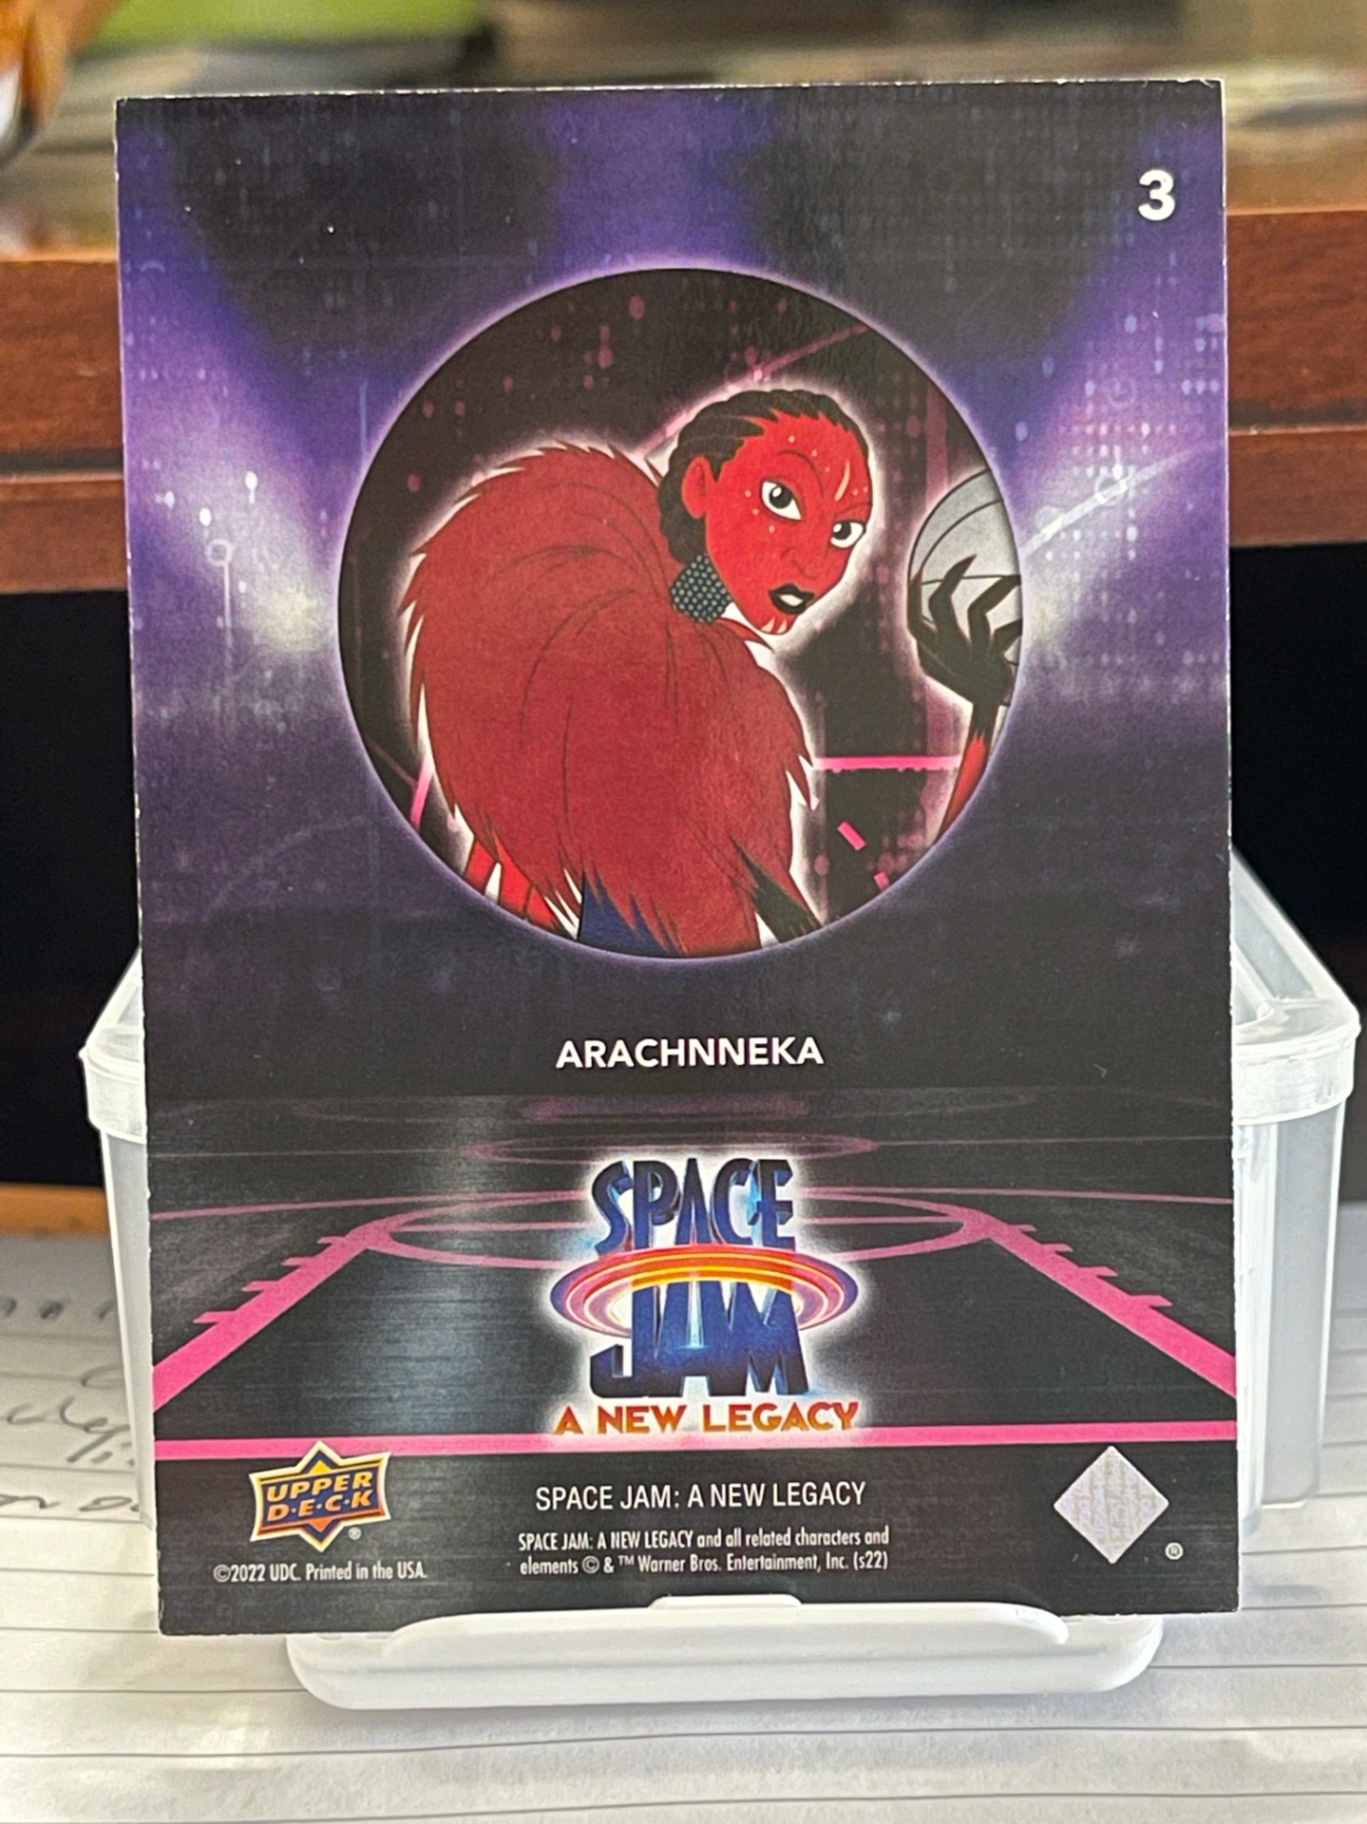 3
ARACHNNEKA
SPACE
JAM
A NEW LEGACY
UPPER
D·E·C·K
®
©2022 UDC. Printed in the USA.
SPACE JAM: A NEW LEGACY
SPACE JAM: A NEW LEGACY and all related characters and
elements © & ™ Warner Bros. Entertainment, Inc. (s22)
®